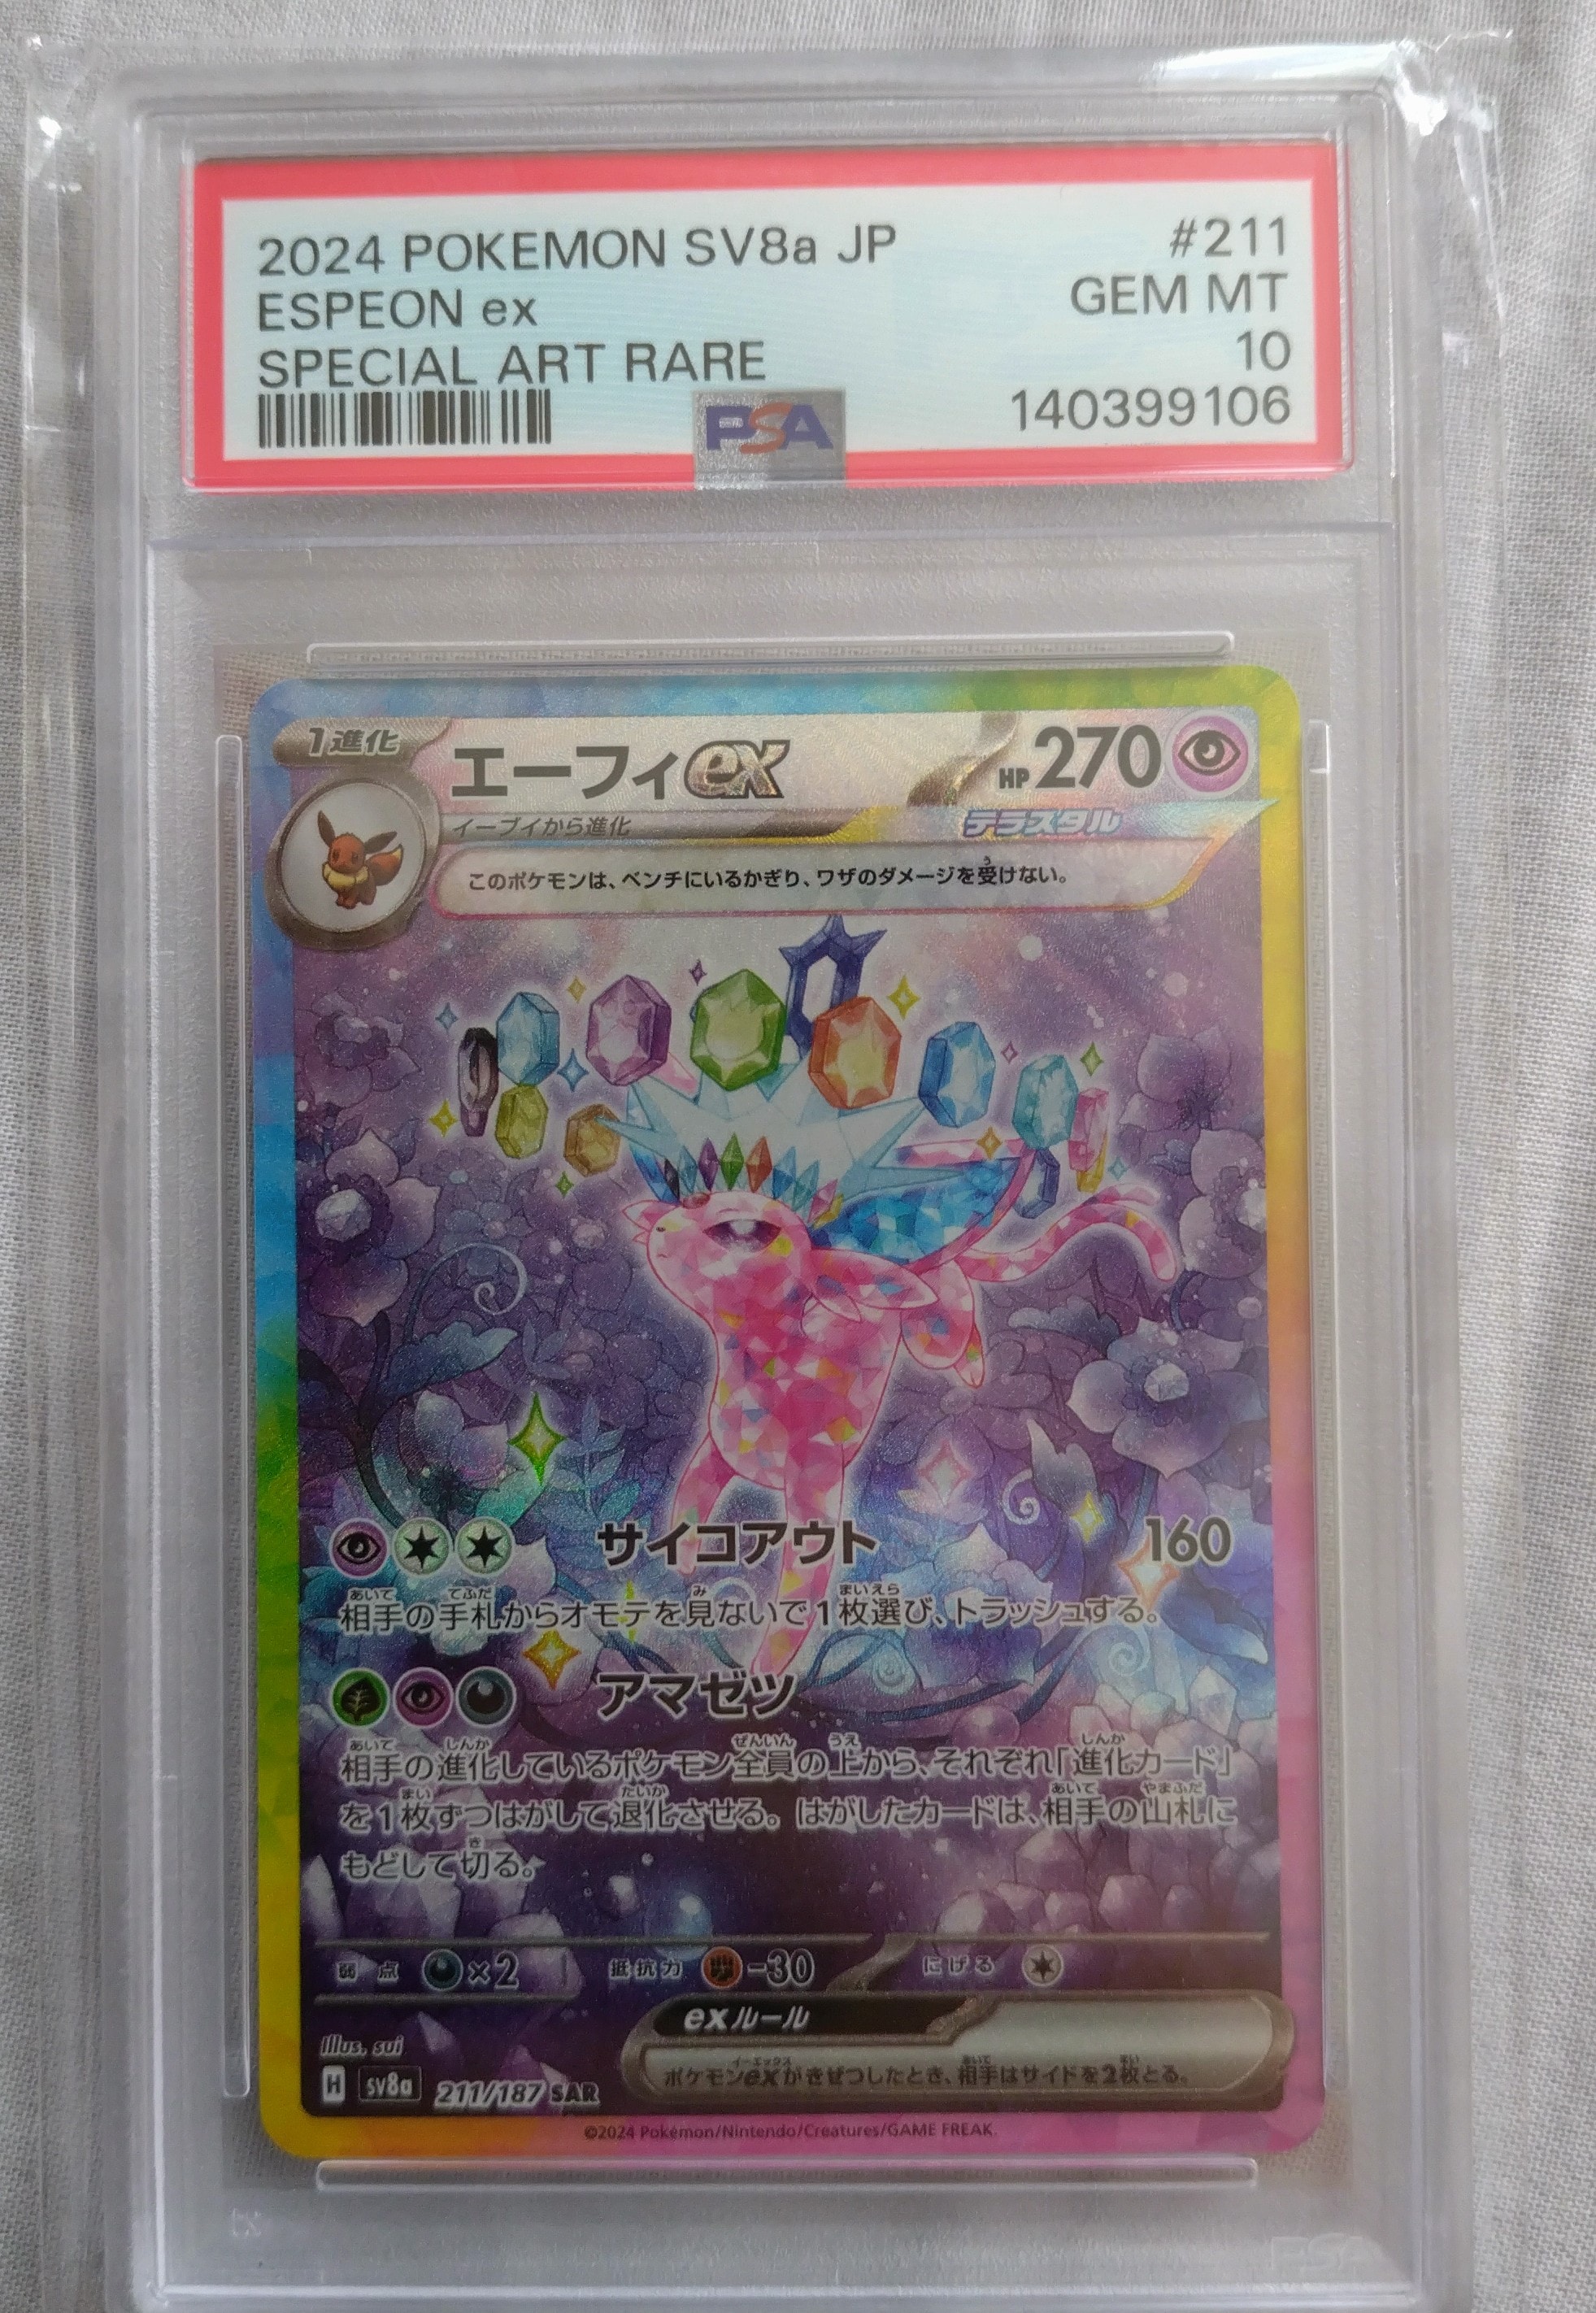 2024 POKEMON SV8a JP #211
ESPEON ex GEM MT
SPECIAL ART RARE 10
PSA 140399106
1進化 エーフィex HP270
イーブイから進化 テラスタル
このポケモンは、ベンチにいるかぎり、ワザのダメージを受けない。
サイコアウト 160
相手の手札からオモテを見ないで1枚選び、トラッシュする。
アマゼツ
相手の進化しているポケモン全員の上から、それぞれ「進化カード」
を1枚ずつはがして退化させる。はがしたカードは、相手の山札に
もどして切る。
弱点 ×2 抵抗力 -30 にげる
exルール
ポケモンexがきぜつしたとき、相手はサイドを2枚とる。
Illus. sui
H SV8a 211/187 SAR
©2024 Pokémon/Nintendo/Creatures/GAME FREAK.
PSA